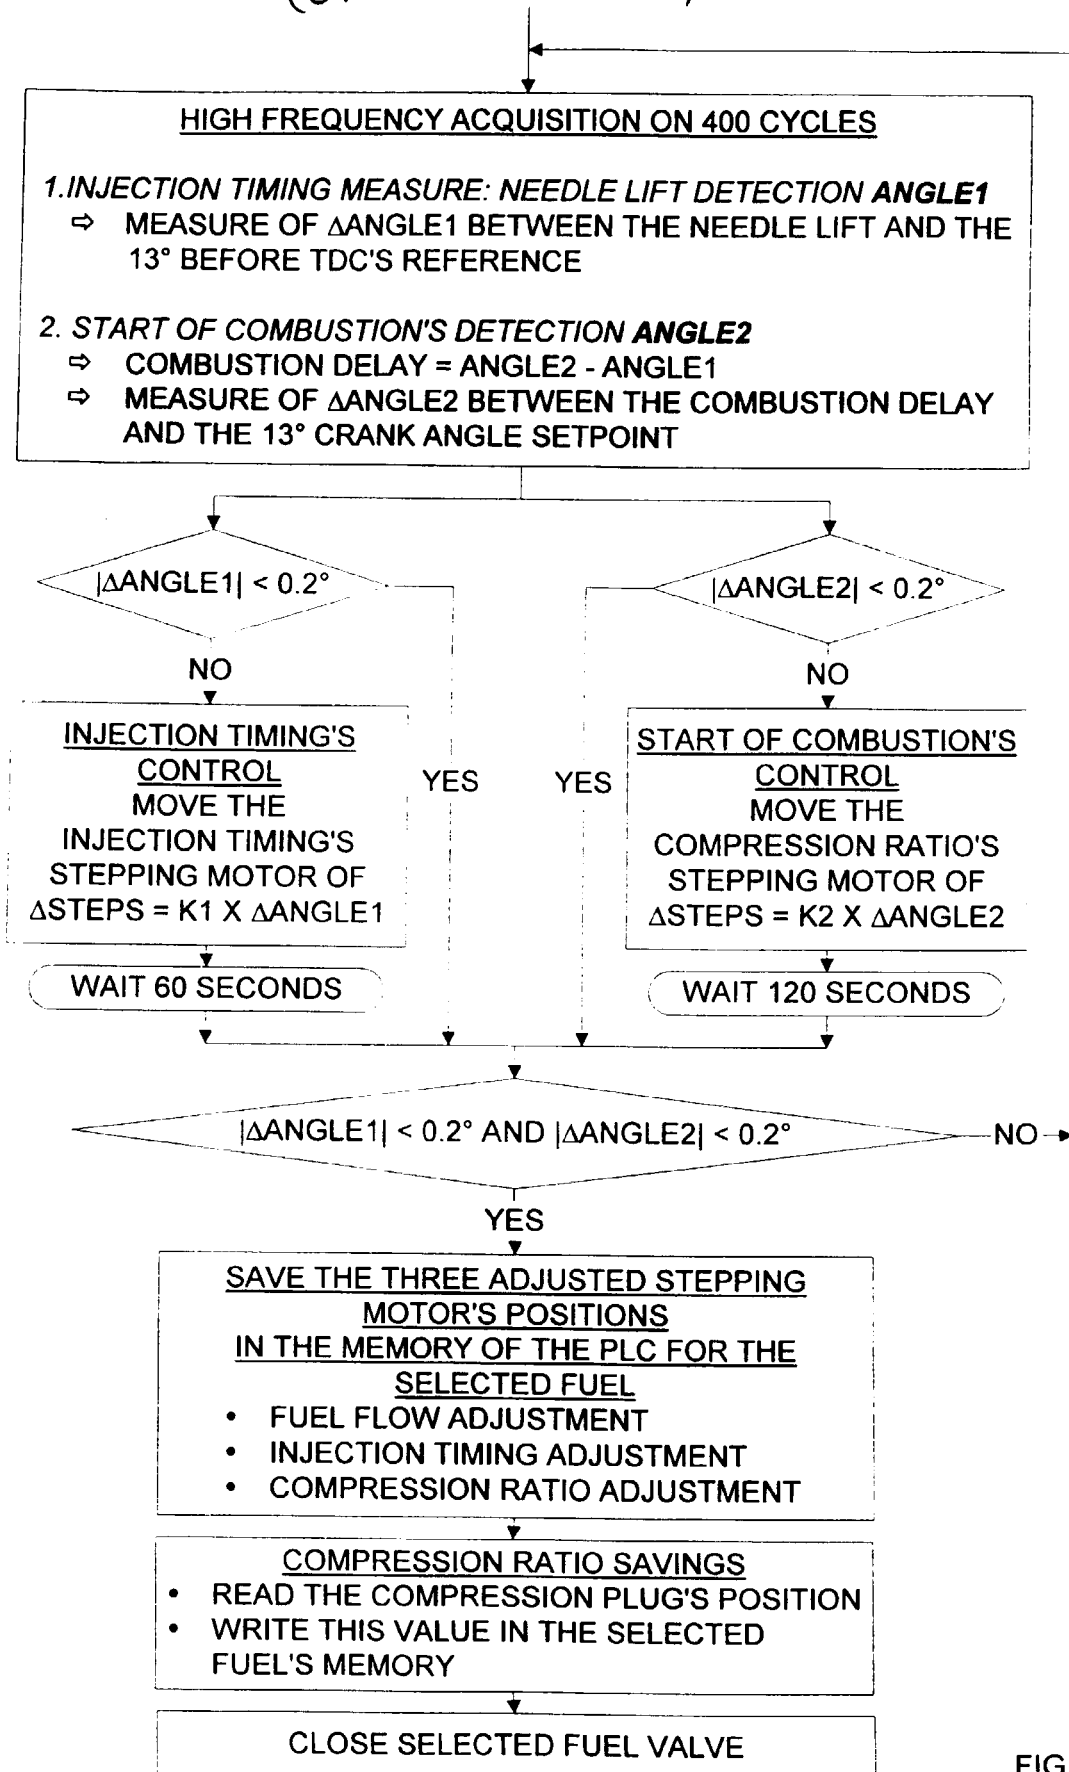 HIGH FREQUENCY ACQUISITION ON 400 CYCLES
1.INJECTION TIMING MEASURE: NEEDLE LIFT DETECTION ANGLE1
⇨ MEASURE OF ΔANGLE1 BETWEEN THE NEEDLE LIFT AND THE
13° BEFORE TDC'S REFERENCE
2. START OF COMBUSTION'S DETECTION ANGLE2
⇨ COMBUSTION DELAY = ANGLE2 - ANGLE1
⇨ MEASURE OF ΔANGLE2 BETWEEN THE COMBUSTION DELAY
AND THE 13° CRANK ANGLE SETPOINT
|ΔANGLE1| < 0.2°
|ΔANGLE2| < 0.2°
NO
NO
INJECTION TIMING'S
CONTROL
MOVE THE
INJECTION TIMING'S
STEPPING MOTOR OF
ΔSTEPS = K1 X ΔANGLE1
YES
YES
START OF COMBUSTION'S
CONTROL
MOVE THE
COMPRESSION RATIO'S
STEPPING MOTOR OF
ΔSTEPS = K2 X ΔANGLE2
WAIT 60 SECONDS
WAIT 120 SECONDS
|ΔANGLE1| < 0.2° AND |ΔANGLE2| < 0.2°
NO
YES
SAVE THE THREE ADJUSTED STEPPING
MOTOR'S POSITIONS
IN THE MEMORY OF THE PLC FOR THE
SELECTED FUEL
• FUEL FLOW ADJUSTMENT
• INJECTION TIMING ADJUSTMENT
• COMPRESSION RATIO ADJUSTMENT
COMPRESSION RATIO SAVINGS
• READ THE COMPRESSION PLUG'S POSITION
• WRITE THIS VALUE IN THE SELECTED
FUEL'S MEMORY
CLOSE SELECTED FUEL VALVE
FIG